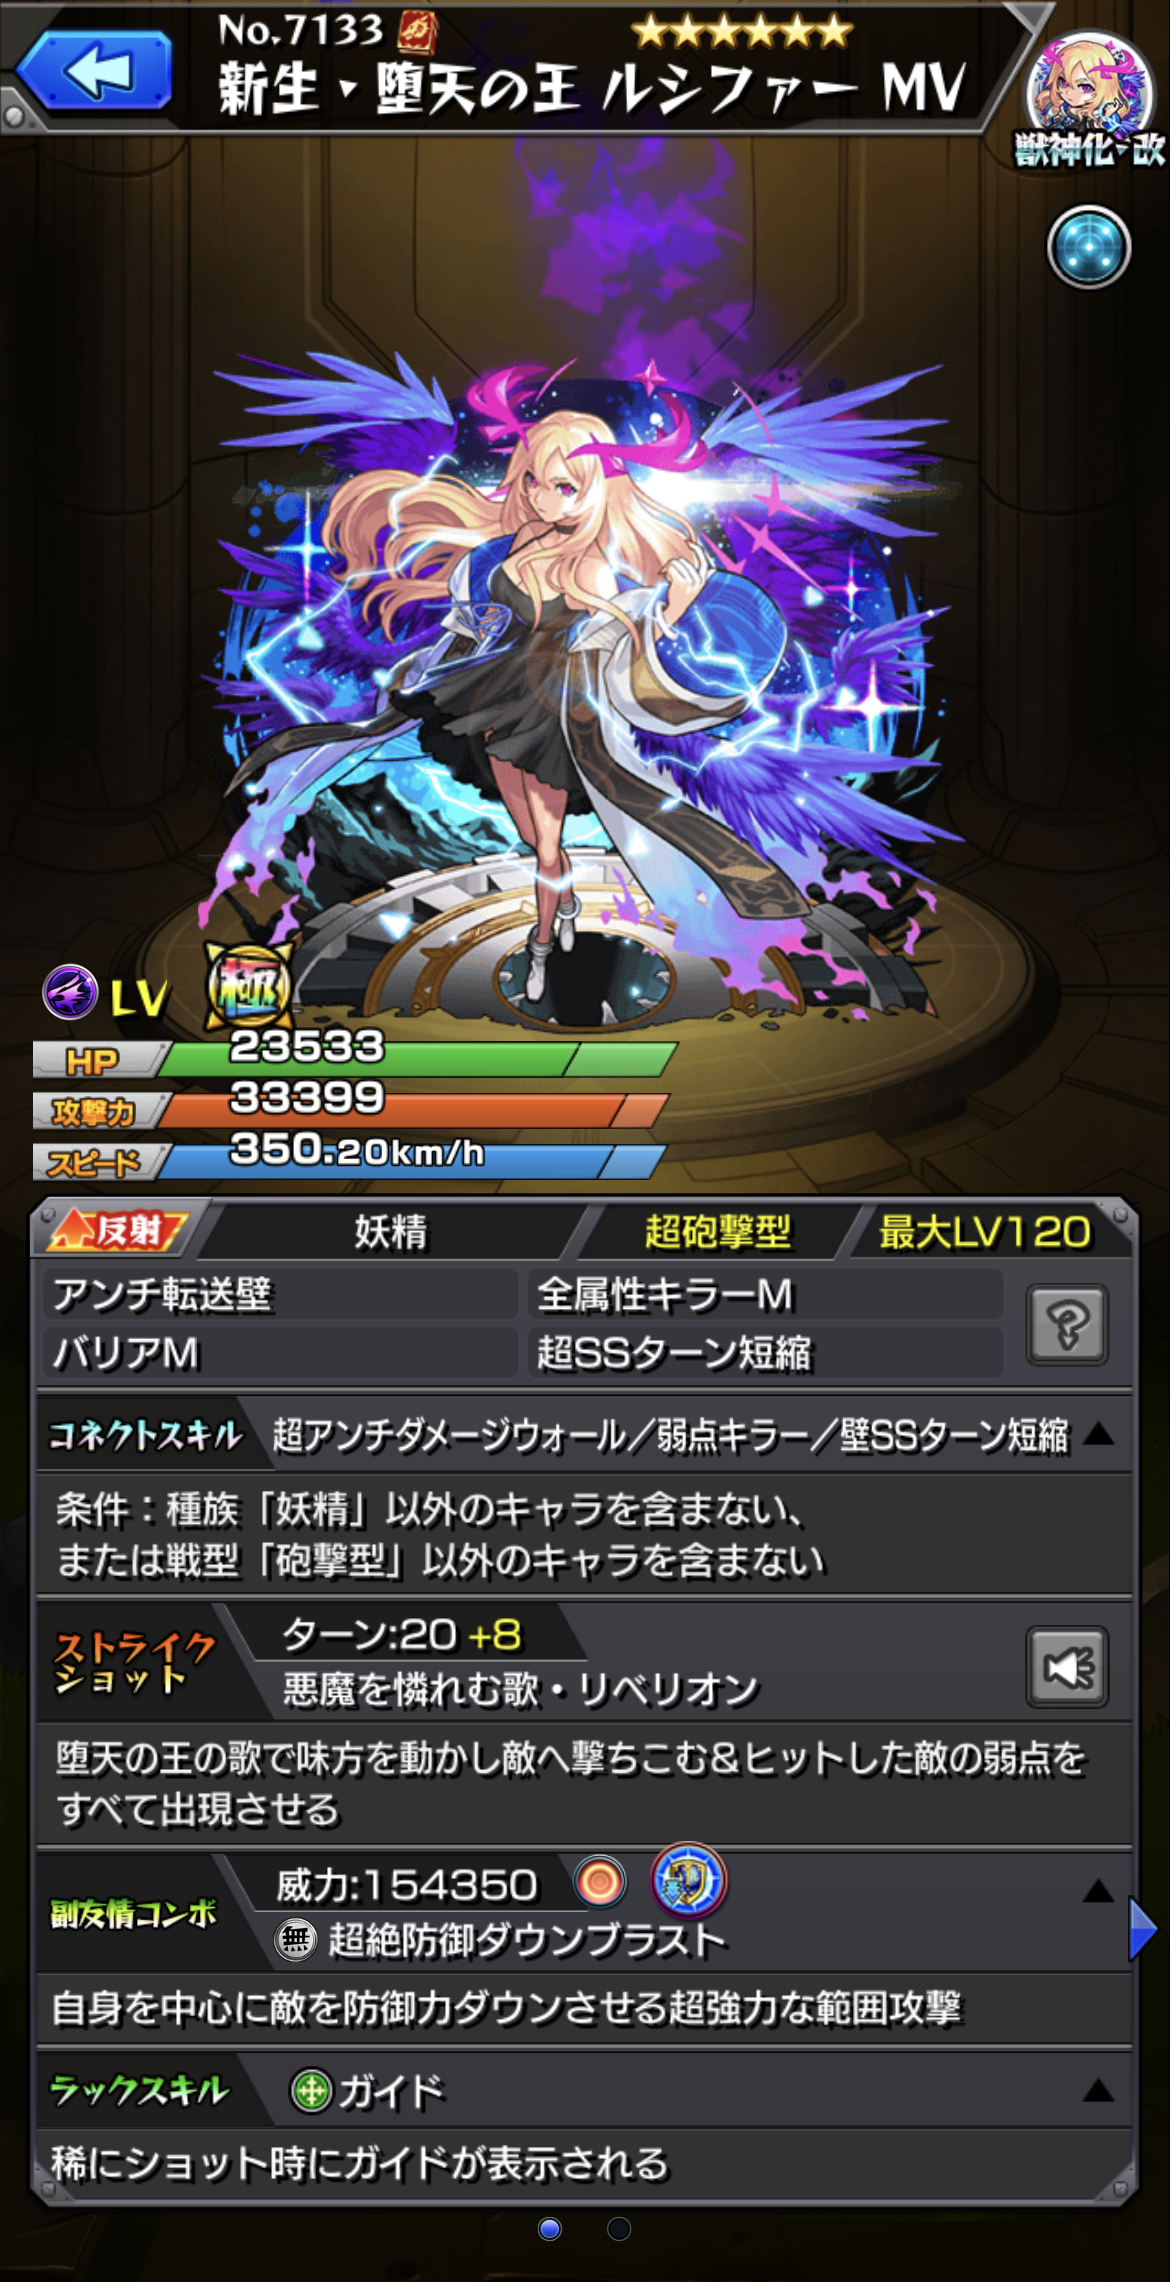 No.7133
新生・堕天の王 ルシファー MV
獣神化・改
LV 極
HP 23533
攻撃力 33399
スピード 350.20km/h
反射 妖精 超砲撃型 最大LV120
アンチ転送壁 全属性キラーM
バリアM 超SSターン短縮
コネクトスキル 超アンチダメージウォール／弱点キラー／壁SSターン短縮
条件：種族「妖精」以外のキャラを含まない、
または戦型「砲撃型」以外のキャラを含まない
ストライク
ショット
ターン:20 +8
悪魔を憐れむ歌・リベリオン
堕天の王の歌で味方を動かし敵へ撃ちこむ＆ヒットした敵の弱点を
すべて出現させる
副友情コンボ
威力:154350
無 超絶防御ダウンブラスト
自身を中心に敵を防御力ダウンさせる超強力な範囲攻撃
ラックスキル ガイド
稀にショット時にガイドが表示される